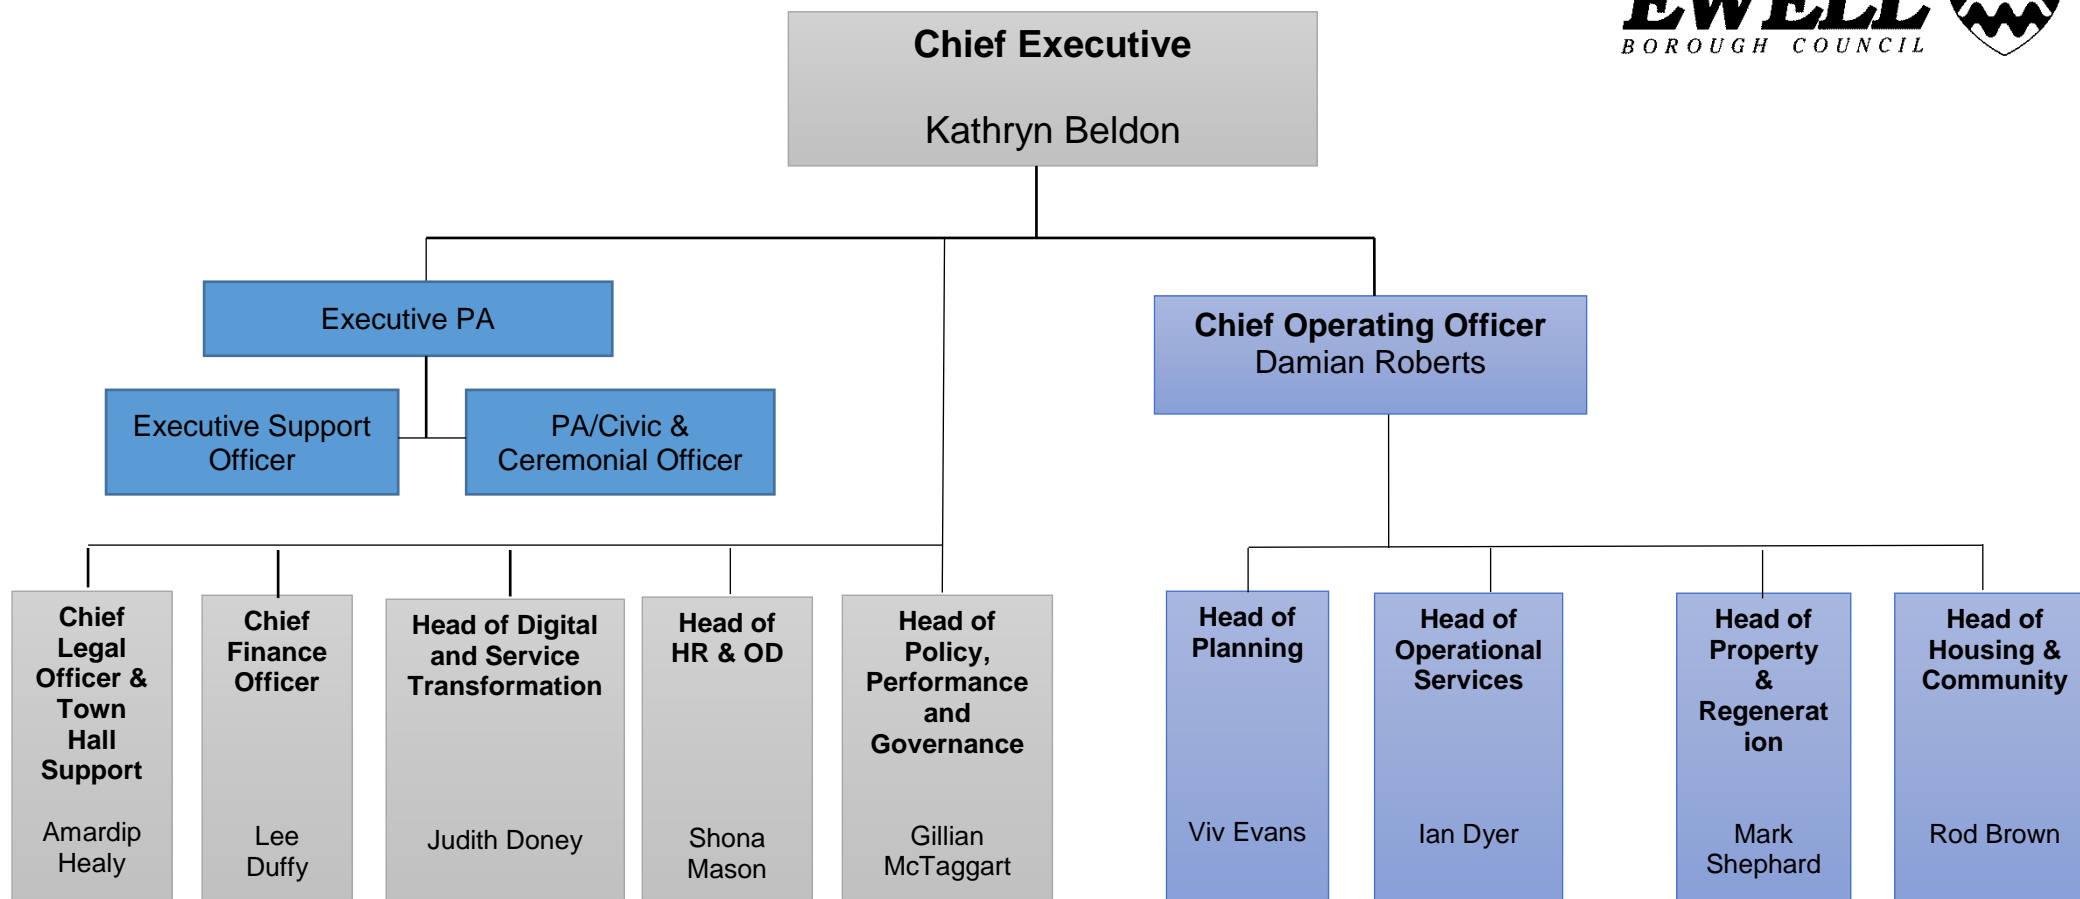 EWELL
BOROUGH COUNCIL
Chief Executive
Kathryn Beldon
Executive PA
Chief Operating Officer
Damian Roberts
Executive Support
Officer
PA/Civic &
Ceremonial Officer
Chief
Legal
Officer &
Town
Hall
Support
Amardip
Healy
Chief
Finance
Officer
Lee
Duffy
Head of Digital
and Service
Transformation
Judith Doney
Head of
HR & OD
Shona
Mason
Head of
Policy,
Performance
and
Governance
Gillian
McTaggart
Head of
Planning
Viv Evans
Head of
Operational
Services
Ian Dyer
Head of
Property
&
Regenerat
ion
Mark
Shephard
Head of
Housing &
Community
Rod Brown